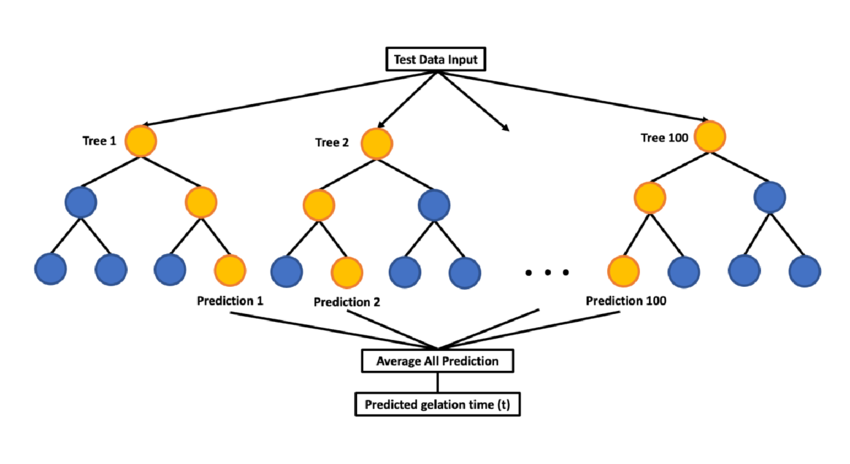 Test Data Input
Tree 1
Tree 2
Tree 100
Prediction 1
Prediction 2
Prediction 100
Average All Prediction
Predicted gelation time (t)